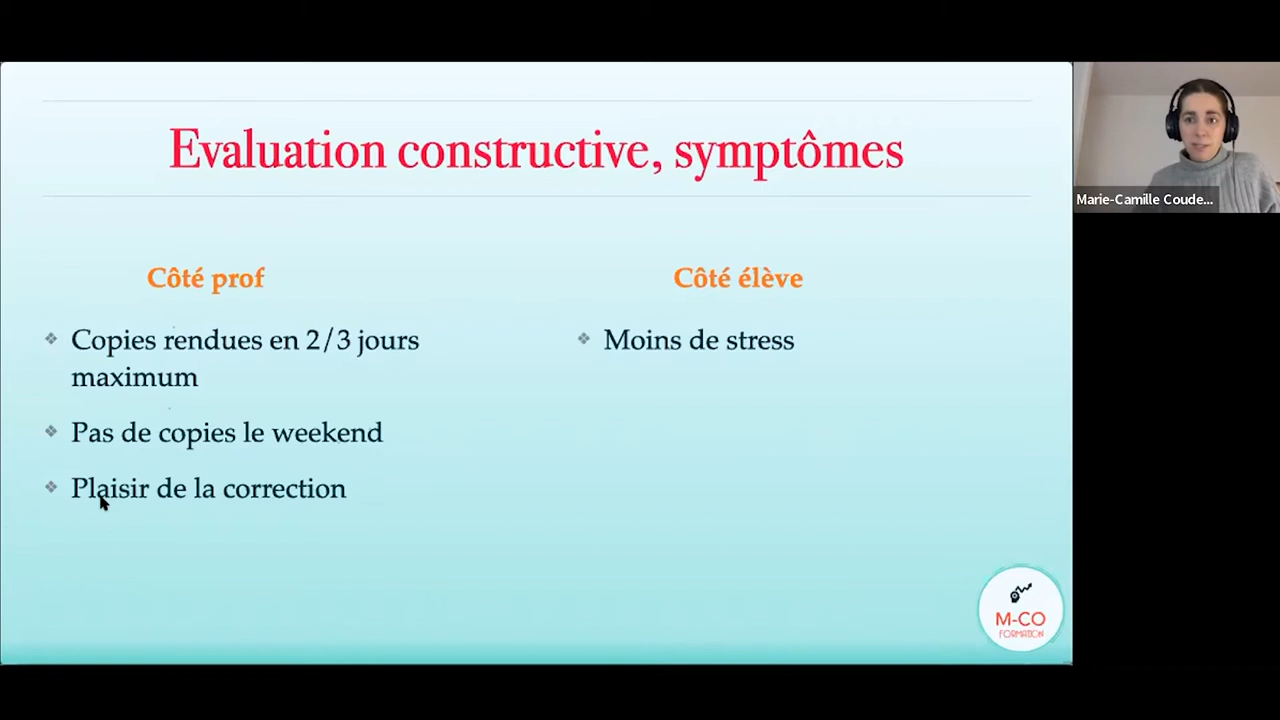 Evaluation constructive, symptômes
Marie-Camille Coude...
Côté prof
Copies rendues en 2/3 jours
maximum
Pas de copies le weekend
Plaisir de la correction
Côté élève
Moins de stress
M-CO
FORMATION